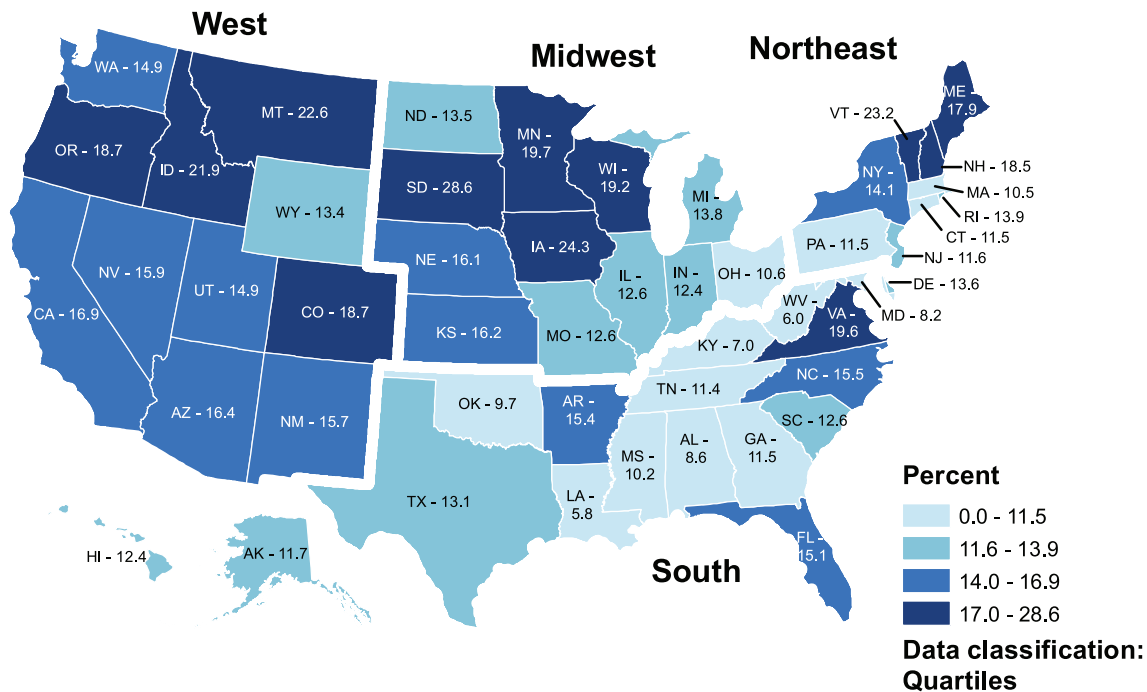 West
Midwest
Northeast
WA - 14.9
MT - 22.6
ND - 13.5
MN -
19.7
OR - 18.7
ID - 21.9
WY - 13.4
SD - 28.6
WI -
19.2
MI -
13.8
NY -
14.1
VT - 23.2
ME -
17.9
NH - 18.5
MA - 10.5
RI - 13.9
CT - 11.5
NJ - 11.6
DE - 13.6
MD - 8.2
PA - 11.5
NV - 15.9
UT - 14.9
CA - 16.9
CO - 18.7
NE - 16.1
IA - 24.3
IL -
12.6
IN -
12.4
OH - 10.6
WV -
6.0
VA -
19.6
KS - 16.2
MO - 12.6
KY - 7.0
AZ - 16.4
NM - 15.7
OK - 9.7
AR -
15.4
TN - 11.4
NC - 15.5
SC - 12.6
TX - 13.1
LA -
5.8
MS -
10.2
AL -
8.6
GA -
11.5
FL -
15.1
HI - 12.4
AK - 11.7
South
Percent
0.0 - 11.5
11.6 - 13.9
14.0 - 16.9
17.0 - 28.6
Data classification:
Quartiles